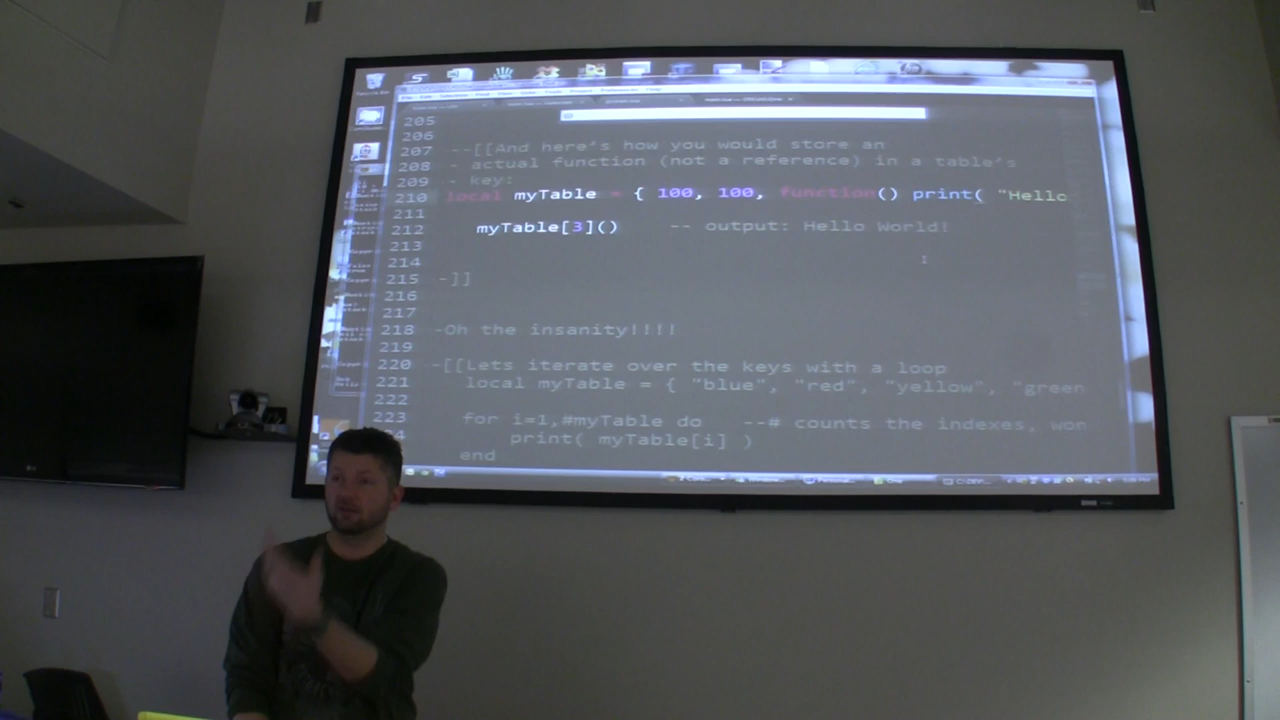 205
206
207 --[[And here's how you would store an
208 - actual function (not a reference) in a table's
209 - key:
210 local myTable = { 100, 100, function() print( "Hello
211
212 myTable[3]() -- output: Hello World!
213
214
215 -]]
216
217
218 -Oh the insanity!!!!
219
220 -[[Lets iterate over the keys with a loop
221 local myTable = { "blue", "red", "yellow", "green
222
223 for i=1,#myTable do --# counts the indexes, won
print( myTable[i] )
end
LG